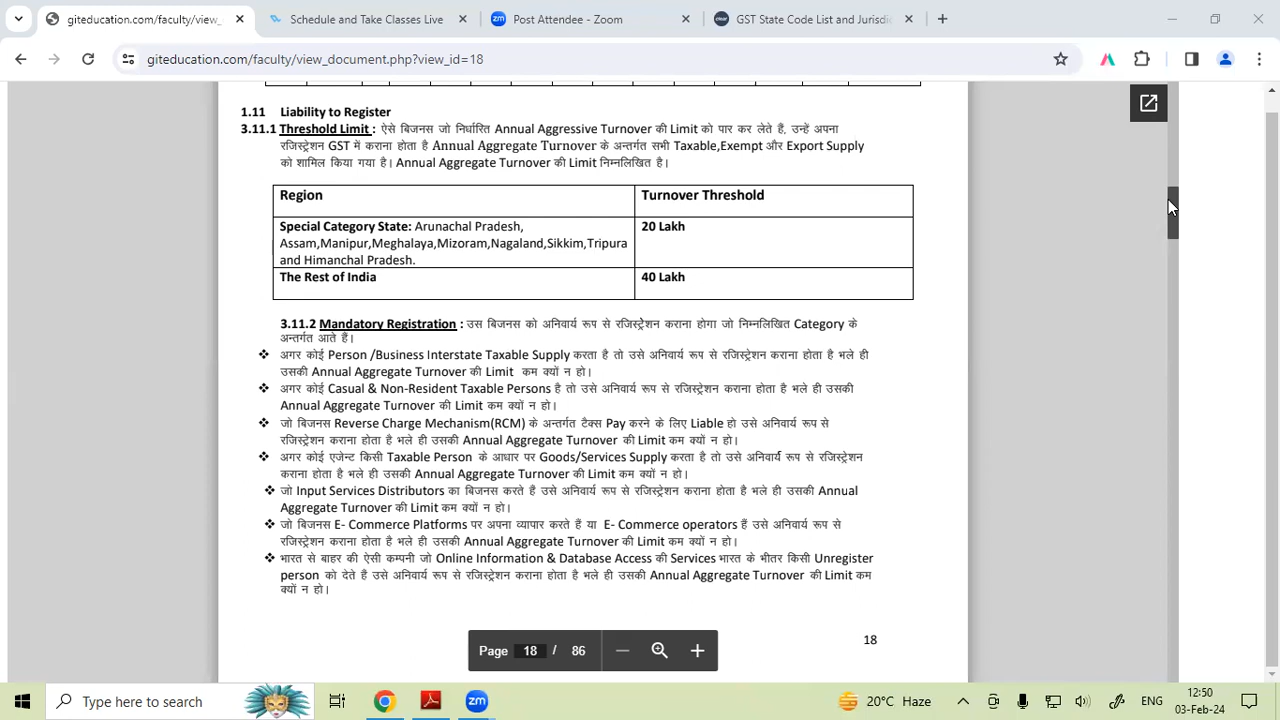 giteducation.com/faculty/view_
Schedule and Take Classes Live
Post Attendee - Zoom
GST State Code List and Jurisdic
giteducation.com/faculty/view_document.php?view_id=18
1.11 Liability to Register
3.11.1 Threshold Limit : ऐसे बिजनस जो निर्धारित Annual Aggressive Turnover की Limit को पार कर लेते हैं, उन्हें अपना
रजिस्ट्रेशन GST में कराना होता है Annual Aggregate Turnover के अन्तर्गत सभी Taxable,Exempt और Export Supply
को शामिल किया गया है। Annual Aggregate Turnover की Limit निम्नलिखित है।
Region Turnover Threshold
Special Category State: Arunachal Pradesh, 20 Lakh
Assam,Manipur,Meghalaya,Mizoram,Nagaland,Sikkim,Tripura
and Himanchal Pradesh.
The Rest of India 40 Lakh
3.11.2 Mandatory Registration : उस बिजनस को अनिवार्य रूप से रजिस्ट्रेशन कराना होगा जो निम्नलिखित Category के
अन्तर्गत आते हैं।
❖ अगर कोई Person /Business Interstate Taxable Supply करता है तो उसे अनिवार्य रूप से रजिस्ट्रेशन कराना होता है भले ही
उसकी Annual Aggregate Turnover की Limit कम क्यों न हो।
❖ अगर कोई Casual & Non-Resident Taxable Persons है तो उसे अनिवार्य रूप से रजिस्ट्रेशन कराना होता है भले ही उसकी
Annual Aggregate Turnover की Limit कम क्यों न हो।
❖ जो बिजनस Reverse Charge Mechanism(RCM) के अन्तर्गत टैक्स Pay करने के लिए Liable हो उसे अनिवार्य रूप से
रजिस्ट्रेशन कराना होता है भले ही उसकी Annual Aggregate Turnover की Limit कम क्यों न हो।
❖ अगर कोई एजेन्ट किसी Taxable Person के आधार पर Goods/Services Supply करता है तो उसे अनिवार्य रूप से रजिस्ट्रेशन
कराना होता है भले ही उसकी Annual Aggregate Turnover की Limit कम क्यों न हो।
❖ जो Input Services Distributors का बिजनस करते हैं उसे अनिवार्य रूप से रजिस्ट्रेशन कराना होता है भले ही उसकी Annual
Aggregate Turnover की Limit कम क्यों न हो।
❖ जो बिजनस E- Commerce Platforms पर अपना व्यापार करते हैं या E- Commerce operators हैं उसे अनिवार्य रूप से
रजिस्ट्रेशन कराना होता है भले ही उसकी Annual Aggregate Turnover की Limit कम क्यों न हो।
❖ भारत से बाहर की ऐसी कम्पनी जो Online Information & Database Access की Services भारत के भीतर किसी Unregister
person को देते है उसे अनिवार्य रूप से रजिस्ट्रेशन कराना होता है भले ही उसकी Annual Aggregate Turnover की Limit कम
क्यों न हो।
18
Page 18 / 86
Type here to search
20°C Haze
ENG
12:50
03-Feb-24